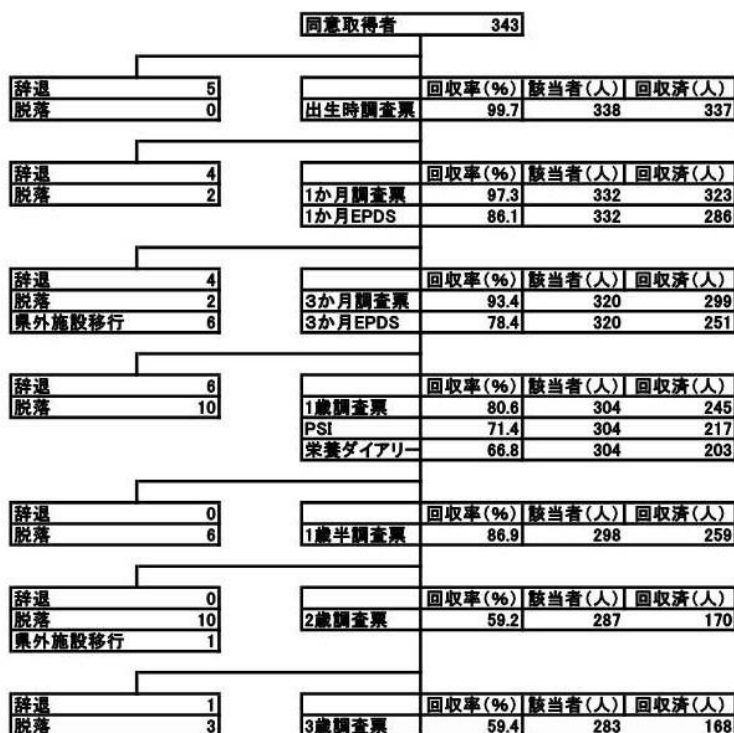 同意取得者 343
辞退 5 回収率(%) 該当者(人) 回収済(人)
脱落 0 出生時調査票 99.7 338 337
辞退 4 回収率(%) 該当者(人) 回収済(人)
脱落 2 1か月調査票 97.3 332 323
1か月EPDS 86.1 332 286
辞退 4 回収率(%) 該当者(人) 回収済(人)
脱落 2 3か月調査票 93.4 320 299
県外施設移行 6 3か月EPDS 78.4 320 251
辞退 6 回収率(%) 該当者(人) 回収済(人)
脱落 10 1歳調査票 80.6 304 245
PSI 71.4 304 217
栄養ダイアリー 66.8 304 203
辞退 0 回収率(%) 該当者(人) 回収済(人)
脱落 6 1歳半調査票 86.9 298 259
辞退 0 回収率(%) 該当者(人) 回収済(人)
脱落 10 2歳調査票 59.2 287 170
県外施設移行 1
辞退 1 回収率(%) 該当者(人) 回収済(人)
脱落 3 3歳調査票 59.4 283 168